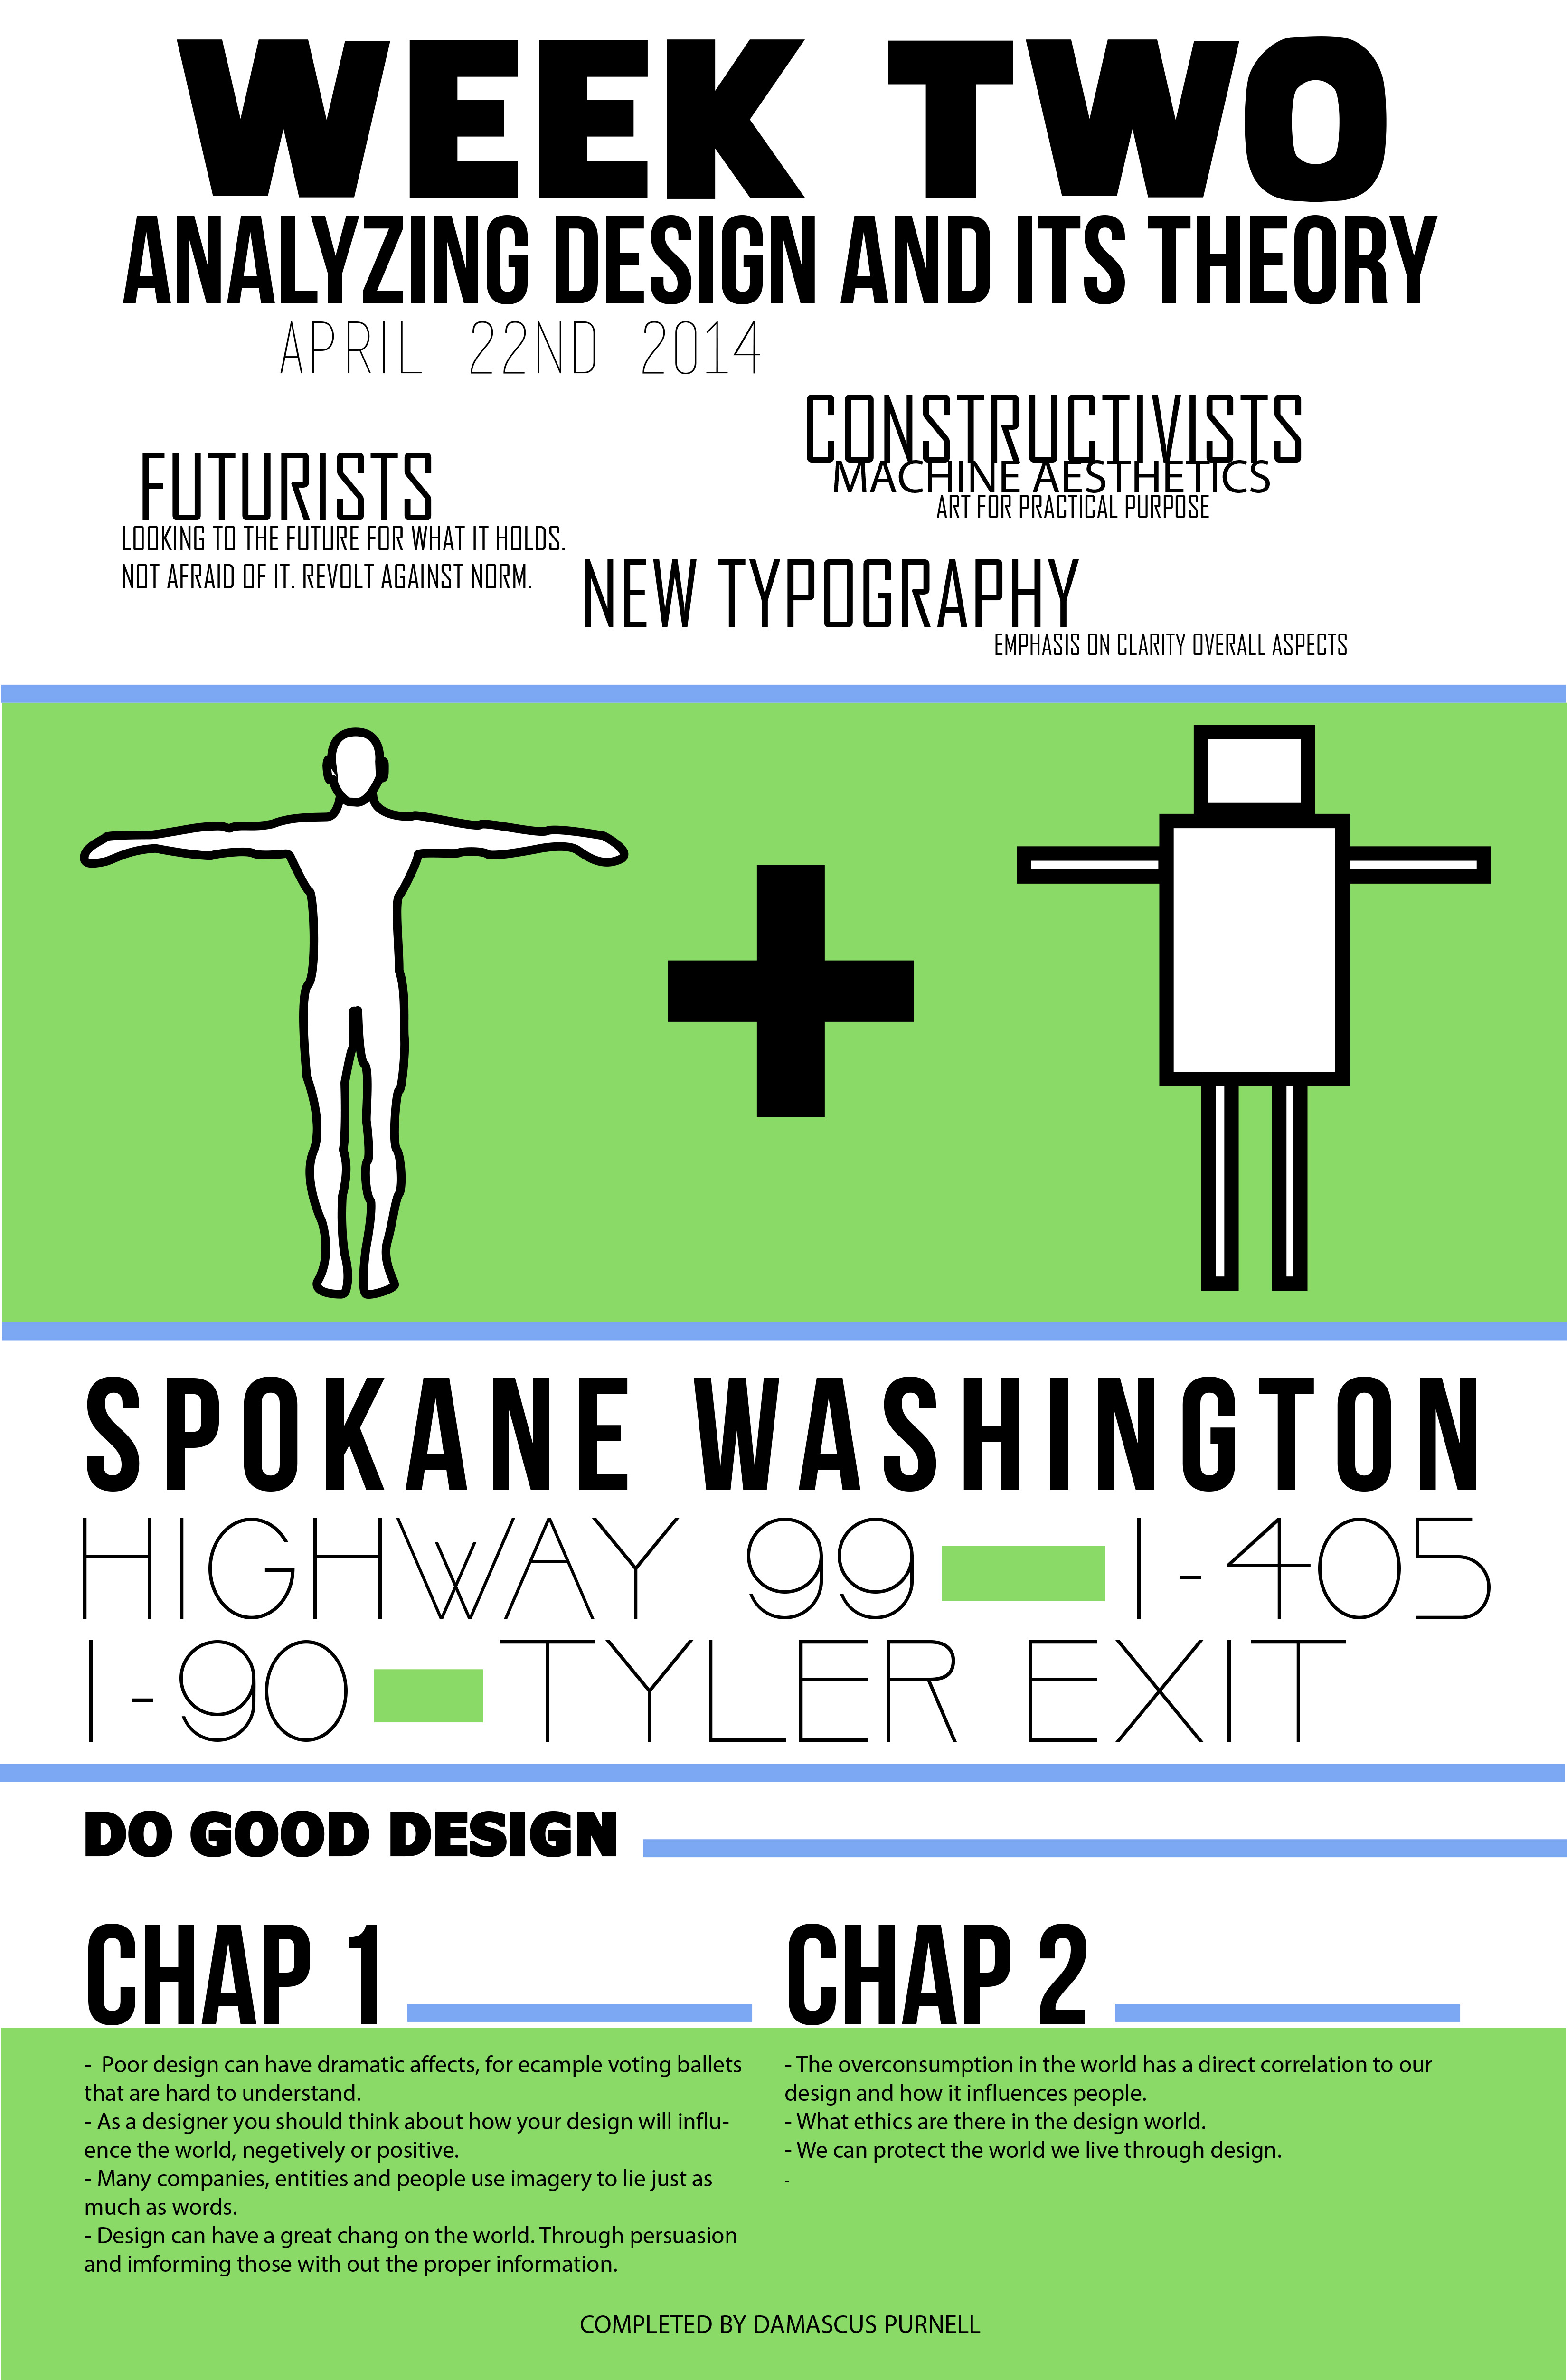 WEEK TWO
ANALYZING DESIGN AND ITS THEORY
APRIL 22ND 2014
FUTURISTS
LOOKING TO THE FUTURE FOR WHAT IT HOLDS.
NOT AFRAID OF IT. REVOLT AGAINST NORM.
CONSTRUCTIVISTS
MACHINE AESTHETICS
ART FOR PRACTICAL PURPOSE
NEW TYPOGRAPHY
EMPHASIS ON CLARITY OVERALL ASPECTS
SPOKANE WASHINGTON
HIGHWAY 99 I-405
I-90 TYLER EXIT
DO GOOD DESIGN
CHAP 1
- Poor design can have dramatic affects, for ecample voting ballets
that are hard to understand.
- As a designer you should think about how your design will influ-
ence the world, negetively or positive.
- Many companies, entities and people use imagery to lie just as
much as words.
- Design can have a great chang on the world. Through persuasion
and imforming those with out the proper information.
CHAP 2
- The overconsumption in the world has a direct correlation to our
design and how it influences people.
- What ethics are there in the design world.
- We can protect the world we live through design.
-
COMPLETED BY DAMASCUS PURNELL